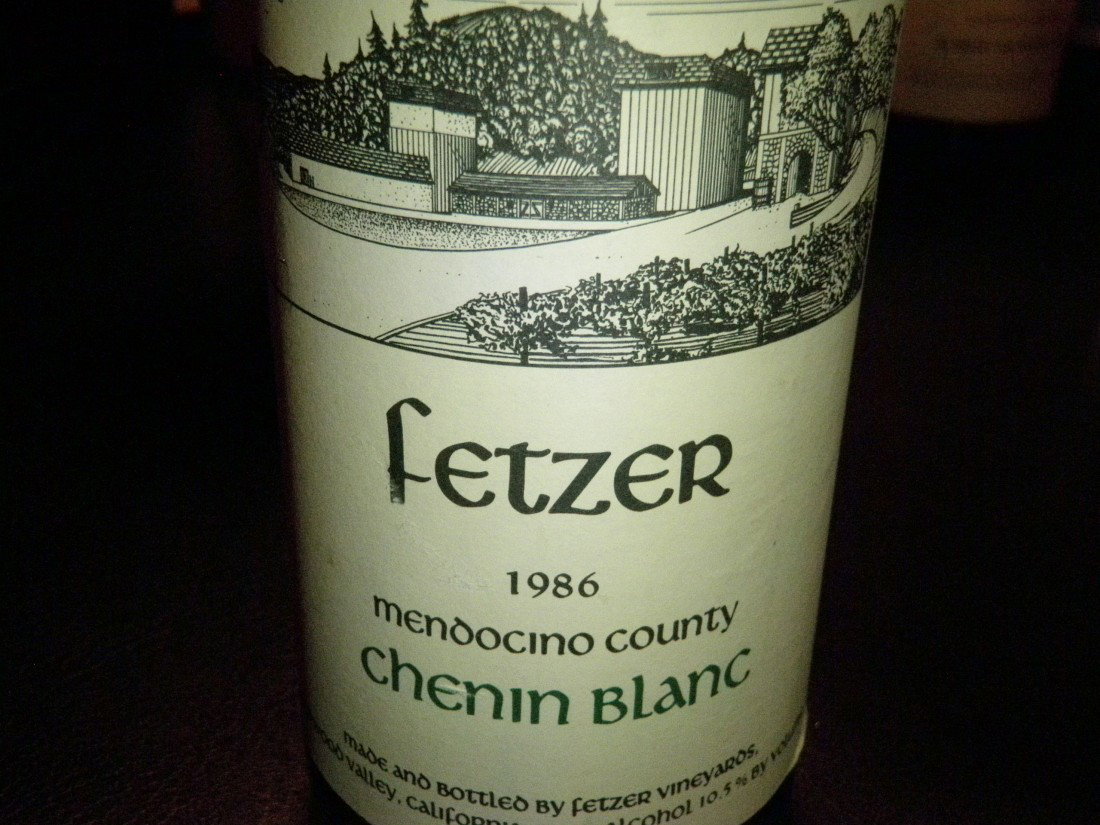 Fetzer
1986
Mendocino County
Chenin Blanc
Made and Bottled by Fetzer Vineyards,
Valley, California Alcohol 10.5% by